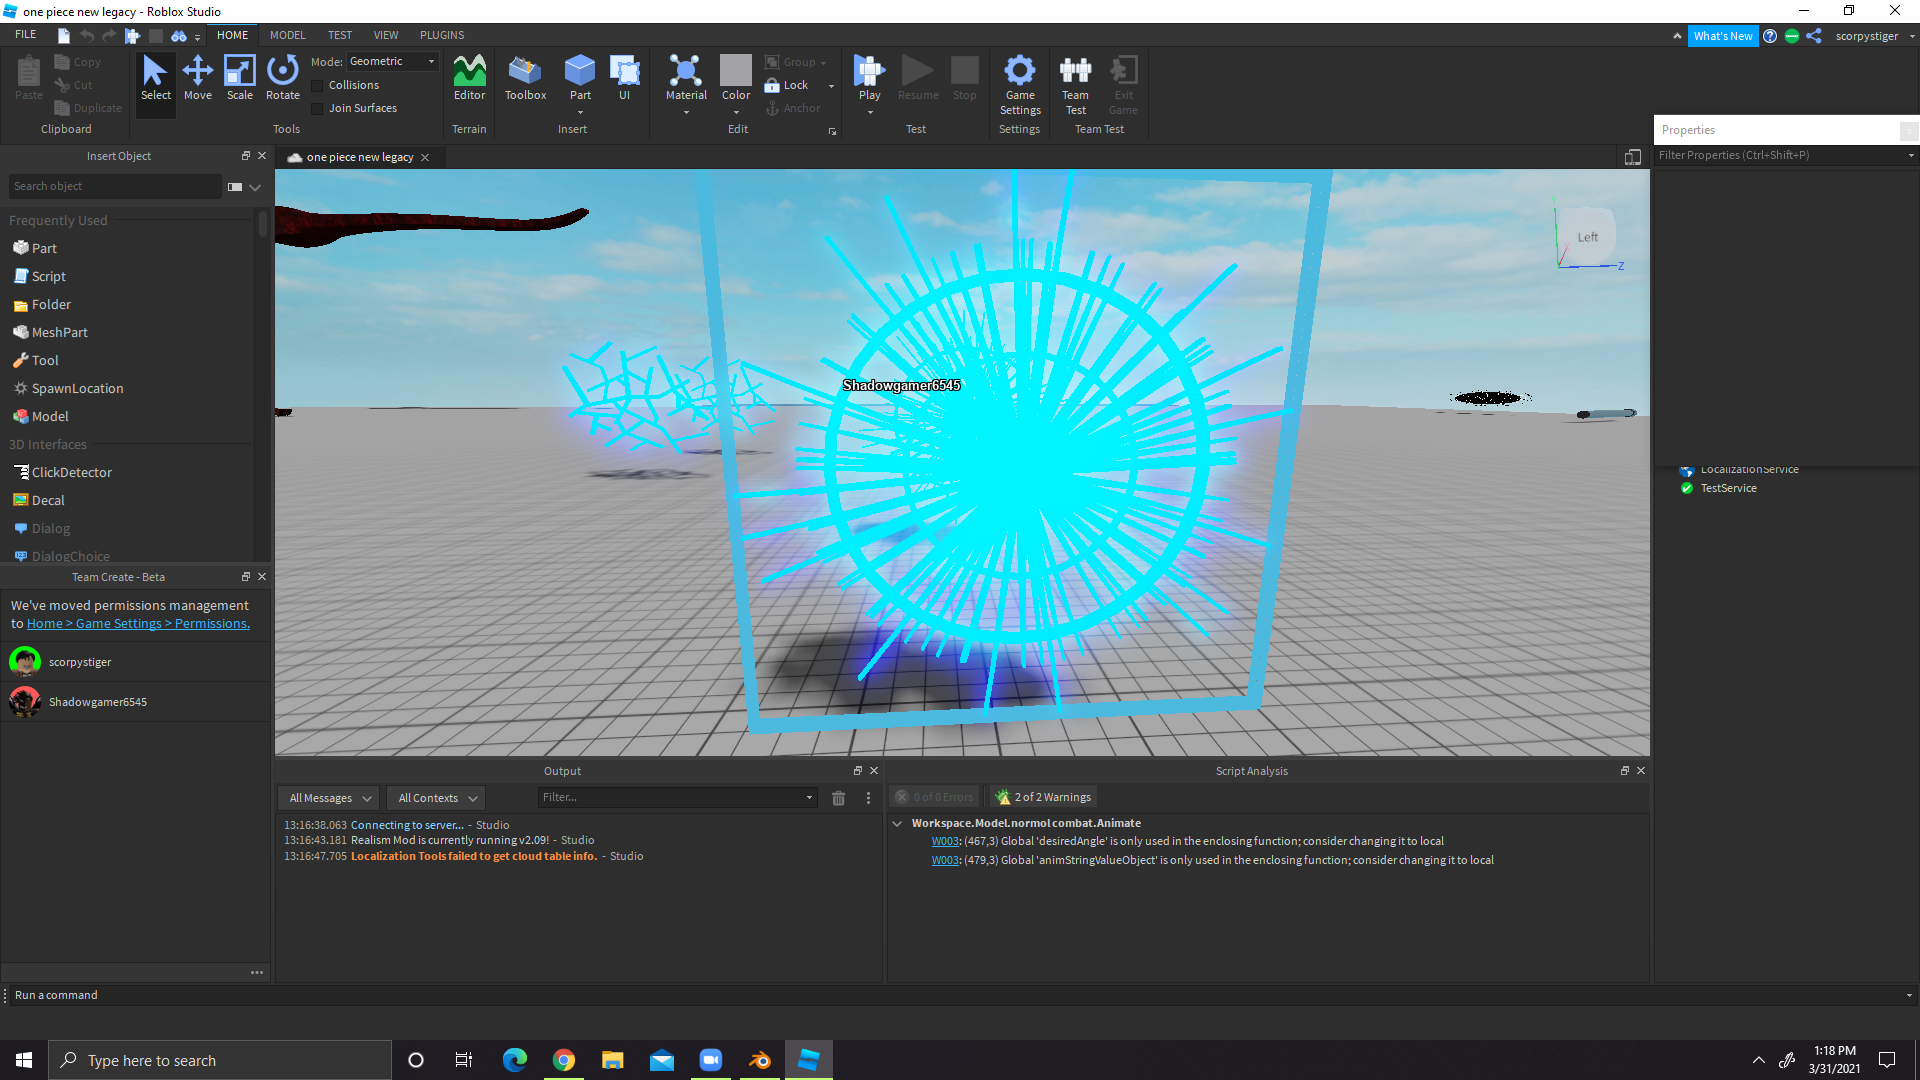 one piece new legacy - Roblox Studio
FILE
HOME
MODEL
TEST
VIEW
PLUGINS
What's New
scorpystiger
Paste
Copy
Cut
Duplicate
Clipboard
Select
Move
Scale
Rotate
Mode: Geometric
Collisions
Join Surfaces
Tools
Editor
Terrain
Toolbox
Part
UI
Insert
Material
Color
Group
Lock
Anchor
Edit
Play
Resume
Stop
Test
Game Settings
Settings
Team Test
Exit Game
Team Test
Insert Object
Search object
Frequently Used
Part
Script
Folder
MeshPart
Tool
SpawnLocation
Model
3D Interfaces
ClickDetector
Decal
Dialog
DialogChoice
Team Create - Beta
We've moved permissions management
to Home > Game Settings > Permissions.
scorpystiger
Shadowgamer6545
one piece new legacy
Shadowgamer6545
Left
Y
Z
Properties
Filter Properties (Ctrl+Shift+P)
LocalizationService
TestService
Output
All Messages
All Contexts
Filter...
13:16:38.063 Connecting to server... - Studio
13:16:43.181 Realism Mod is currently running v2.09! - Studio
13:16:47.705 Localization Tools failed to get cloud table info. - Studio
Script Analysis
0 of 0 Errors
2 of 2 Warnings
Workspace.Model.normol combat.Animate
W003: (467,3) Global 'desiredAngle' is only used in the enclosing function; consider changing it to local
W003: (479,3) Global 'animStringValueObject' is only used in the enclosing function; consider changing it to local
Run a command
Type here to search
1:18 PM
3/31/2021